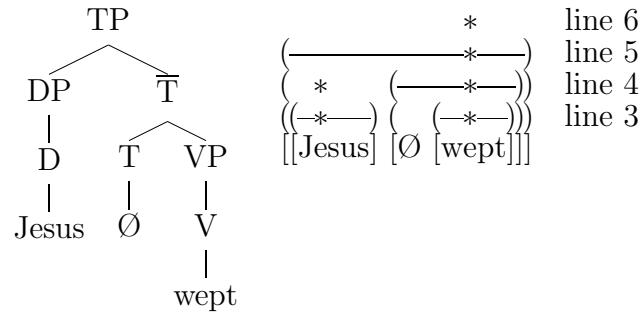 TP
DP T̅
D T VP
Jesus Ø V
wept
* line 6
(*) line 5
( * (*)) line 4
((*) ( (*))) line 3
[[Jesus] [Ø [wept]]]